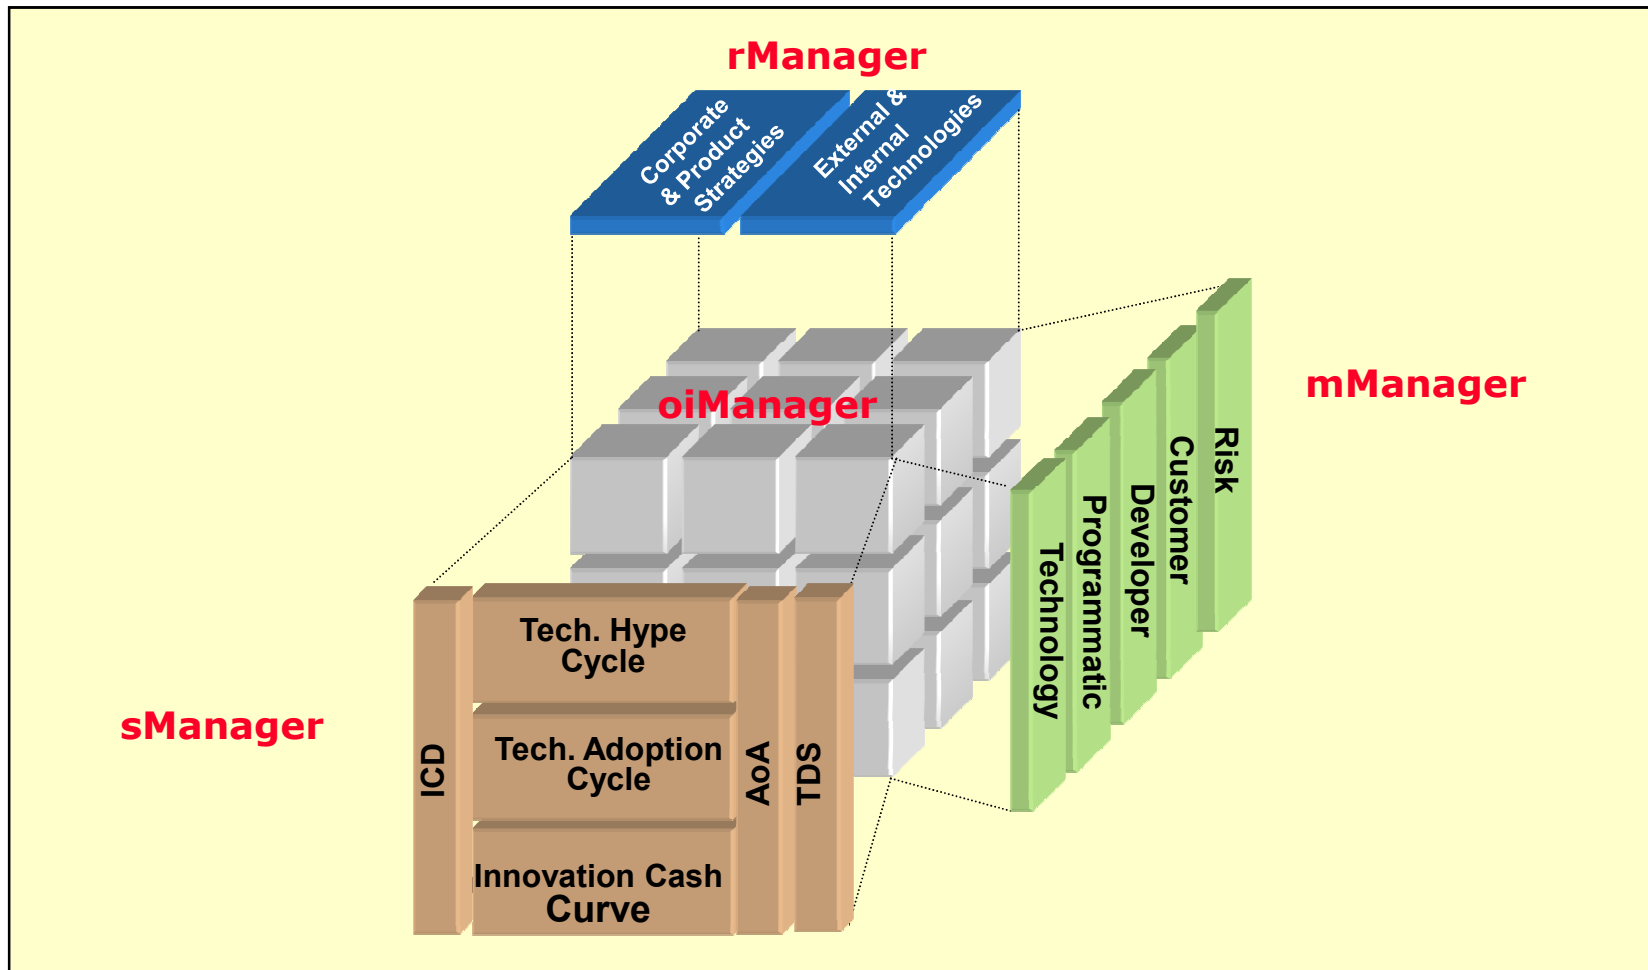 rManager
Corporate
& Product
Strategies
External &
Internal
Technologies
oiManager
mManager
Risk
Customer
Developer
Programmatic
Technology
sManager
ICD
Tech. Hype
Cycle
Tech. Adoption
Cycle
Innovation Cash
Curve
AoA
TDS